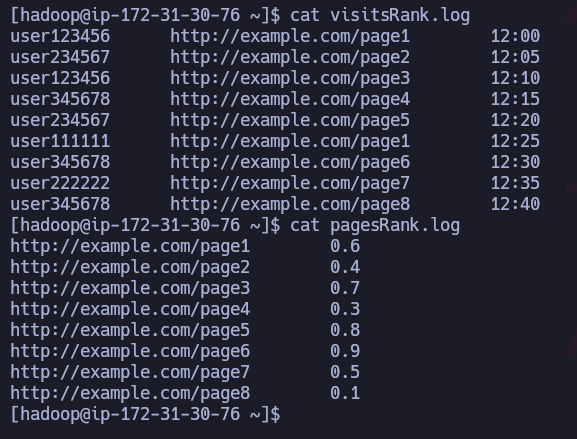 [hadoop@ip-172-31-30-76 ~]$ cat visitsRank.log
user123456      http://example.com/page1        12:00
user234567      http://example.com/page2        12:05
user123456      http://example.com/page3        12:10
user345678      http://example.com/page4        12:15
user234567      http://example.com/page5        12:20
user111111      http://example.com/page1        12:25
user345678      http://example.com/page6        12:30
user222222      http://example.com/page7        12:35
user345678      http://example.com/page8        12:40
[hadoop@ip-172-31-30-76 ~]$ cat pagesRank.log
http://example.com/page1        0.6
http://example.com/page2        0.4
http://example.com/page3        0.7
http://example.com/page4        0.3
http://example.com/page5        0.8
http://example.com/page6        0.9
http://example.com/page7        0.5
http://example.com/page8        0.1
[hadoop@ip-172-31-30-76 ~]$